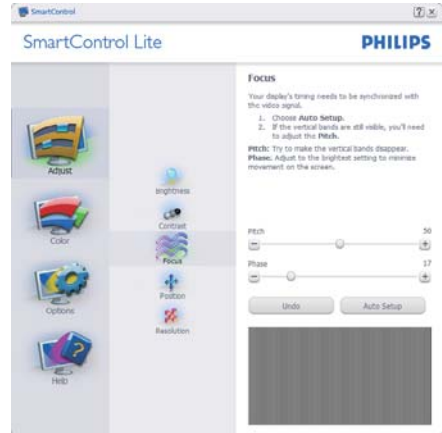 SmartControl
SmartControl Lite
PHILIPS
Adjust
Color
Options
Help
Brightness
Contrast
Focus
Position
Resolution
Focus
Your display's timing needs to be synchronized with
the video signal.
1. Choose Auto Setup.
2. If the vertical bands are still visible, you'll need
to adjust the Pitch.
Pitch: Try to make the vertical bands disappear.
Phase: Adjust to the brightest setting to minimize
movement on the screen.
Pitch 50
Phase 17
Undo Auto Setup